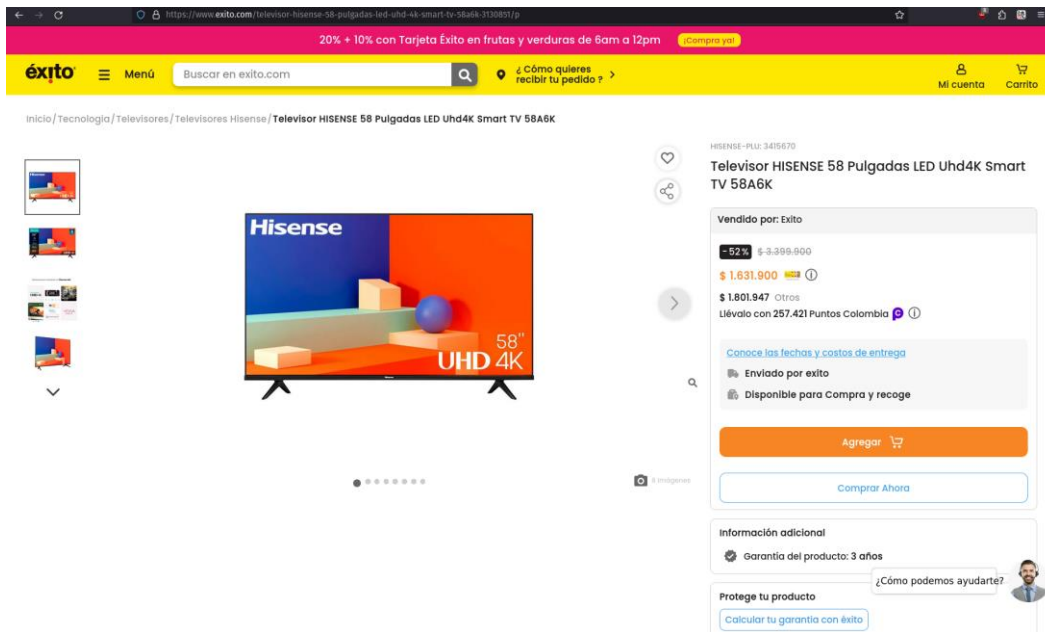 https://www.exito.com/televisor-hisense-58-pulgadas-led-uhd-4k-smart-tv-58a6k-3130851/p
20% + 10% con Tarjeta Éxito en frutas y verduras de 6am a 12pm ¡Compra ya!
éxito Menú Buscar en exito.com ¿Cómo quieres
recibir tu pedido ? >
Mi cuenta Carrito
Inicio/Tecnología/Televisores/Televisores Hisense/Televisor HISENSE 58 Pulgadas LED Uhd4K Smart TV 58A6K
Hisense
58"
UHD 4K
8 imágenes
HISENSE-PLU: 3415670
Televisor HISENSE 58 Pulgadas LED Uhd4K Smart
TV 58A6K
Vendido por: Exito
-52% $ 3.399.900
$ 1.631.900
$ 1.801.947 Otros
Llévalo con 257.421 Puntos Colombia
Conoce las fechas y costos de entrega
Enviado por exito
Disponible para Compra y recoge
Agregar
Comprar Ahora
Información adicional
Garantía del producto: 3 años
¿Cómo podemos ayudarte?
Protege tu producto
Calcular tu garantía con éxito